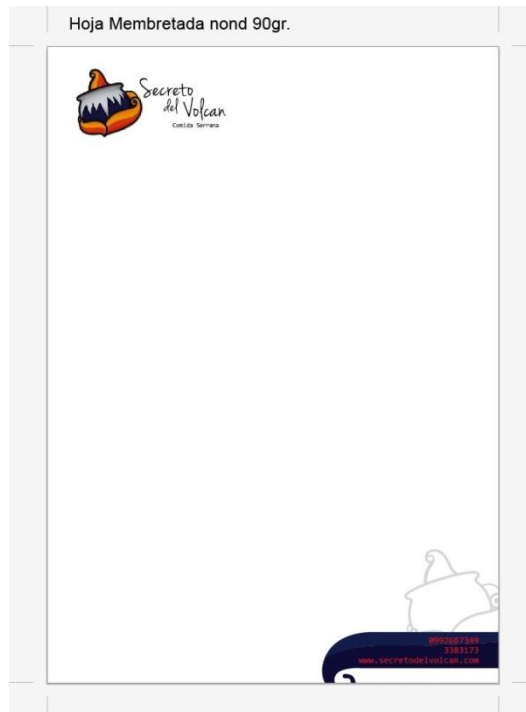 Hoja Membretada nond 90gr.
Secreto
del Volcan
Comida Serrana
0992687349
3383173
www.secretodelvolcan.com